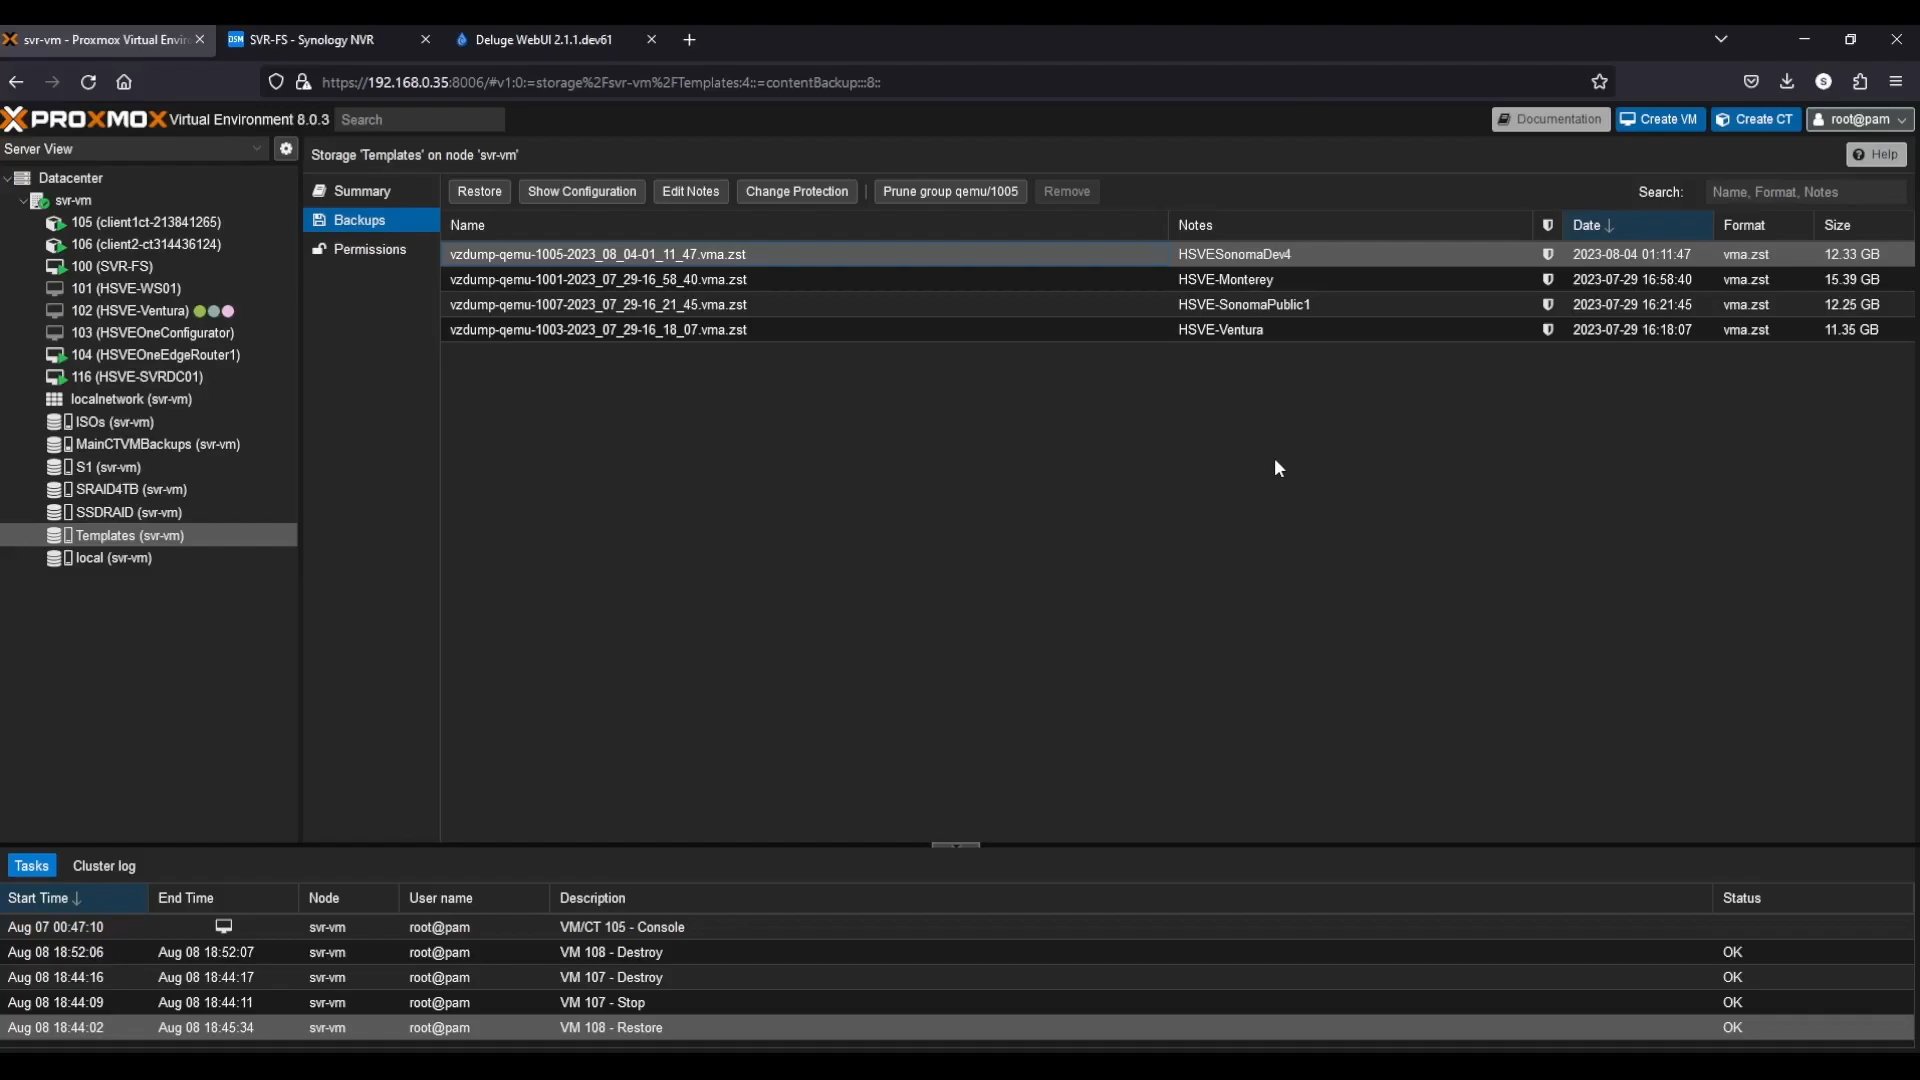 svr-vm - Proxmox Virtual Envir
SVR-FS - Synology NVR
Deluge WebUI 2.1.1.dev61
https://192.168.0.35:8006/#v1:0:=storage%2Fsvr-vm%2FTemplates:4::=contentBackup:::8::
PROXMOX Virtual Environment 8.0.3
Search
Documentation
Create VM
Create CT
root@pam
Server View
Storage 'Templates' on node 'svr-vm'
Help
Datacenter
svr-vm
105 (client1ct-213841265)
106 (client2-ct314436124)
100 (SVR-FS)
101 (HSVE-WS01)
102 (HSVE-Ventura)
103 (HSVEOneConfigurator)
104 (HSVEOneEdgeRouter1)
116 (HSVE-SVRDC01)
localnetwork (svr-vm)
ISOs (svr-vm)
MainCTVMBackups (svr-vm)
S1 (svr-vm)
SRAID4TB (svr-vm)
SSDRAID (svr-vm)
Templates (svr-vm)
local (svr-vm)
Summary
Backups
Permissions
Restore
Show Configuration
Edit Notes
Change Protection
Prune group qemu/1005
Remove
Search:
Name, Format, Notes
Name Notes Date Format Size
vzdump-qemu-1005-2023_08_04-01_11_47.vma.zst HSVESonomaDev4 2023-08-04 01:11:47 vma.zst 12.33 GB
vzdump-qemu-1001-2023_07_29-16_58_40.vma.zst HSVE-Monterey 2023-07-29 16:58:40 vma.zst 15.39 GB
vzdump-qemu-1007-2023_07_29-16_21_45.vma.zst HSVE-SonomaPublic1 2023-07-29 16:21:45 vma.zst 12.25 GB
vzdump-qemu-1003-2023_07_29-16_18_07.vma.zst HSVE-Ventura 2023-07-29 16:18:07 vma.zst 11.35 GB
Tasks
Cluster log
Start Time End Time Node User name Description Status
Aug 07 00:47:10 svr-vm root@pam VM/CT 105 - Console
Aug 08 18:52:06 Aug 08 18:52:07 svr-vm root@pam VM 108 - Destroy OK
Aug 08 18:44:16 Aug 08 18:44:17 svr-vm root@pam VM 107 - Destroy OK
Aug 08 18:44:09 Aug 08 18:44:11 svr-vm root@pam VM 107 - Stop OK
Aug 08 18:44:02 Aug 08 18:45:34 svr-vm root@pam VM 108 - Restore OK